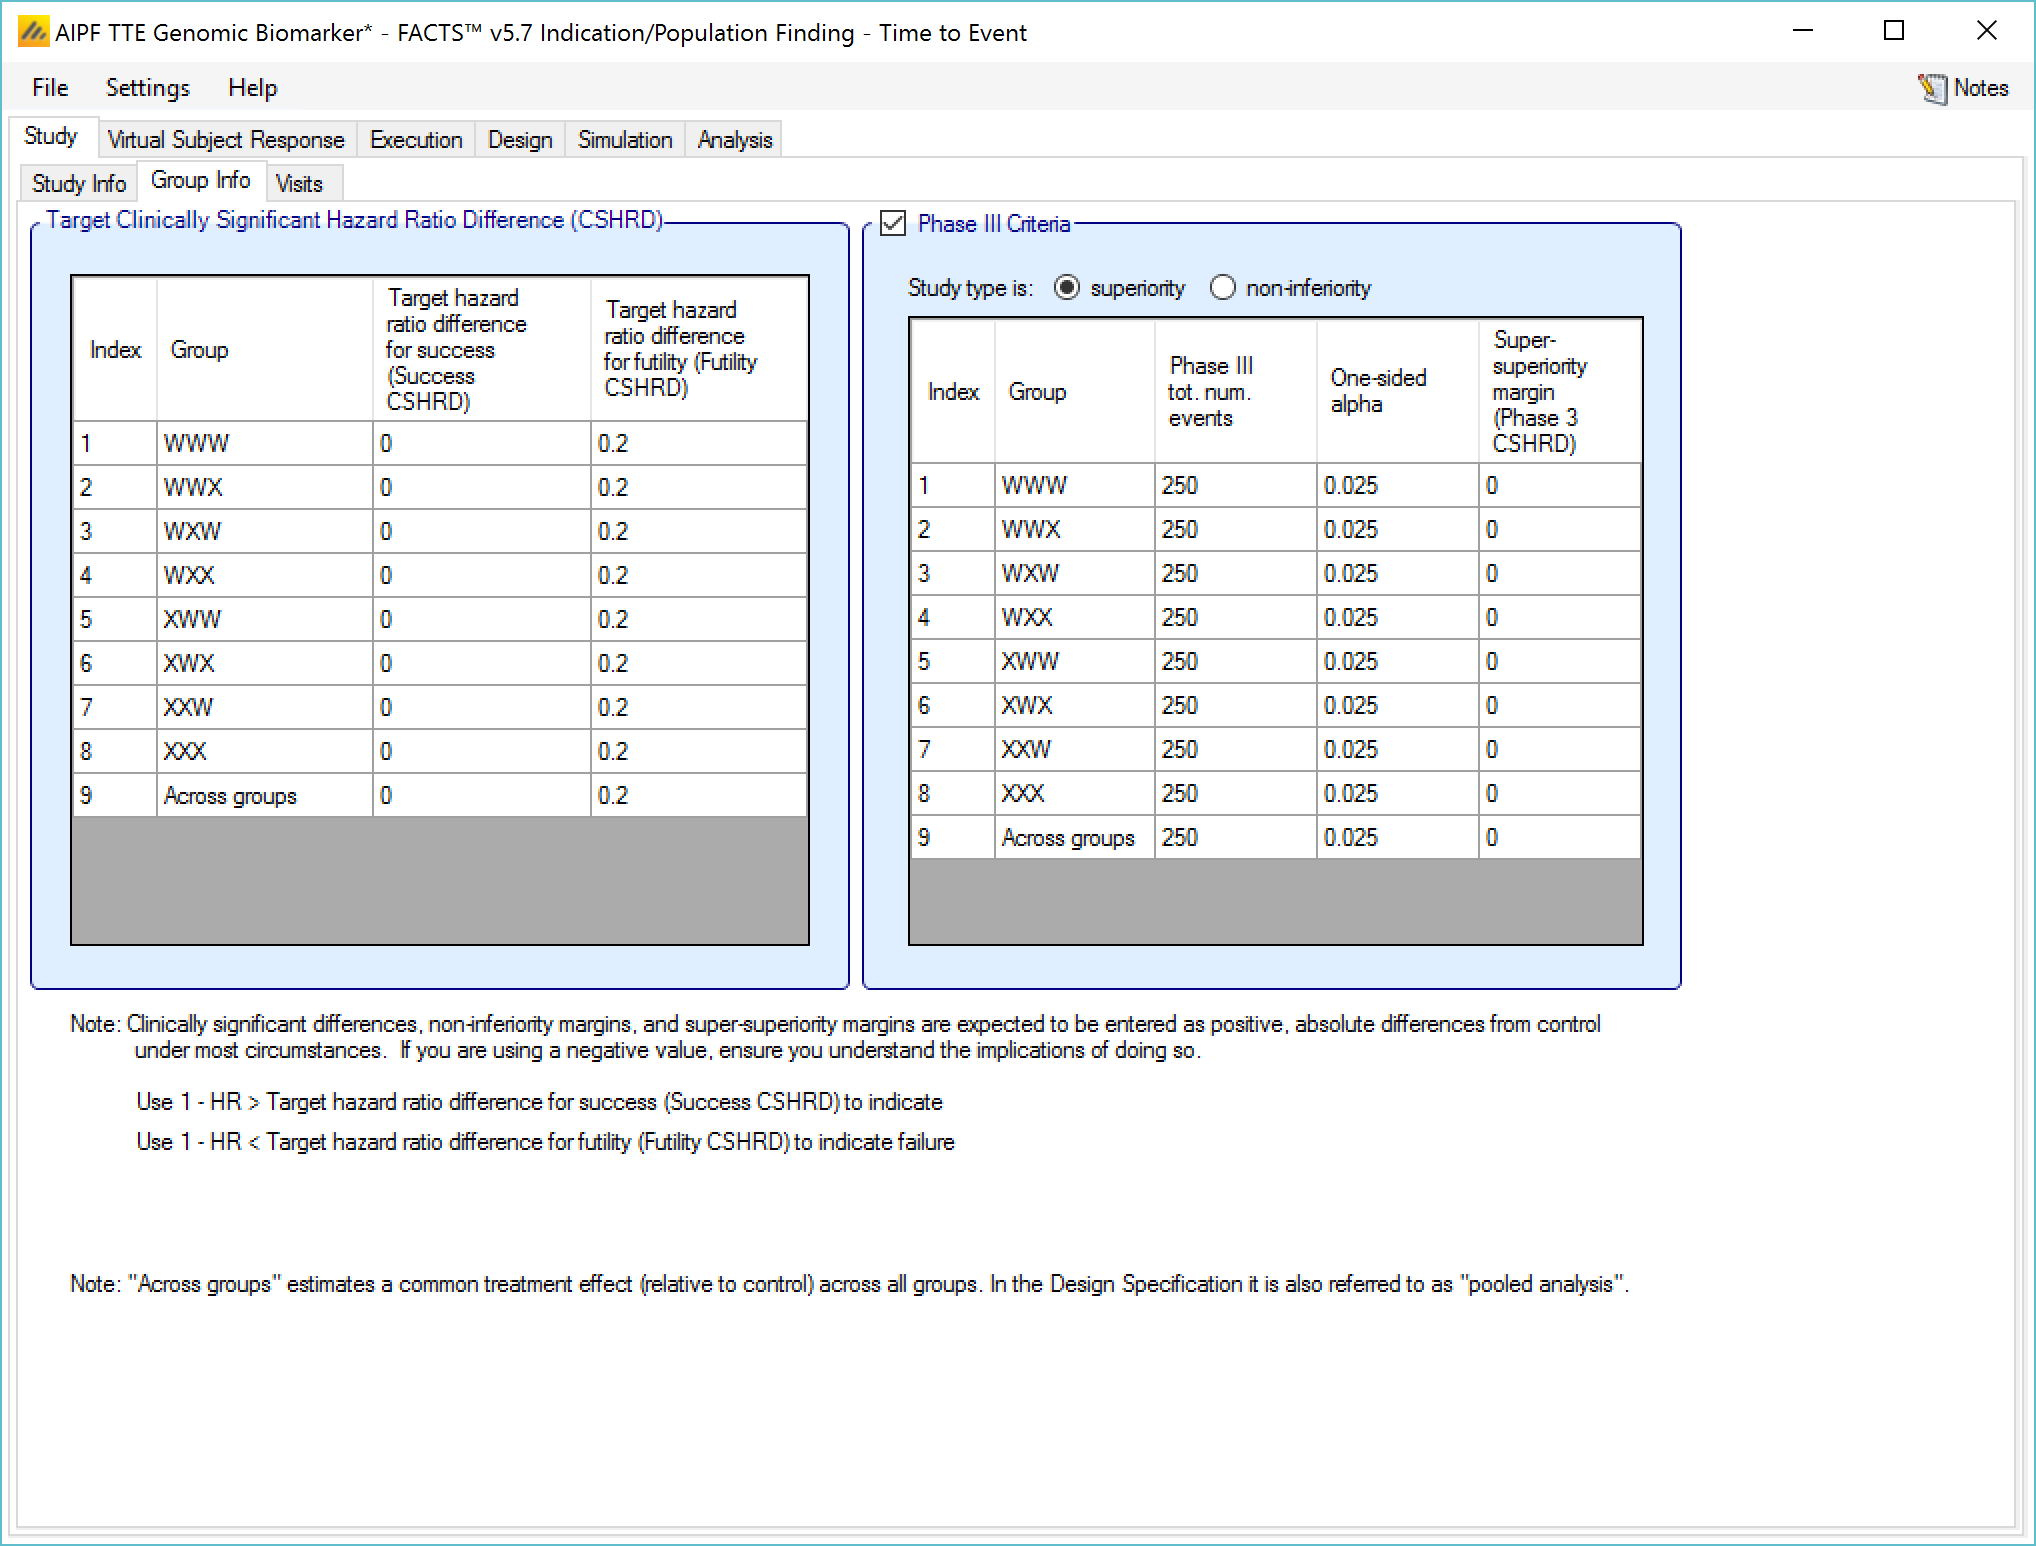 AIPF TTE Genomic Biomarker* - FACTS™ v5.7 Indication/Population Finding - Time to Event
File Settings Help Notes
Study Virtual Subject Response Execution Design Simulation Analysis
Study Info Group Info Visits
Target Clinically Significant Hazard Ratio Difference (CSHRD)
Index
Group
Target hazard
ratio difference
for success
(Success
CSHRD)
Target hazard
ratio difference
for futility (Futility
CSHRD)
1 WWW 0 0.2
2 WWX 0 0.2
3 WXW 0 0.2
4 WXX 0 0.2
5 XWW 0 0.2
6 XWX 0 0.2
7 XXW 0 0.2
8 XXX 0 0.2
9 Across groups 0 0.2
Phase III Criteria
Study type is: superiority non-inferiority
Index
Group
Phase III
tot. num.
events
One-sided
alpha
Super-
superiority
margin
(Phase 3
CSHRD)
1 WWW 250 0.025 0
2 WWX 250 0.025 0
3 WXW 250 0.025 0
4 WXX 250 0.025 0
5 XWW 250 0.025 0
6 XWX 250 0.025 0
7 XXW 250 0.025 0
8 XXX 250 0.025 0
9 Across groups 250 0.025 0
Note: Clinically significant differences, non-inferiority margins, and super-superiority margins are expected to be entered as positive, absolute differences from control
under most circumstances.  If you are using a negative value, ensure you understand the implications of doing so.
Use 1 - HR > Target hazard ratio difference for success (Success CSHRD) to indicate
Use 1 - HR < Target hazard ratio difference for futility (Futility CSHRD) to indicate failure
Note: "Across groups" estimates a common treatment effect (relative to control) across all groups. In the Design Specification it is also referred to as "pooled analysis".